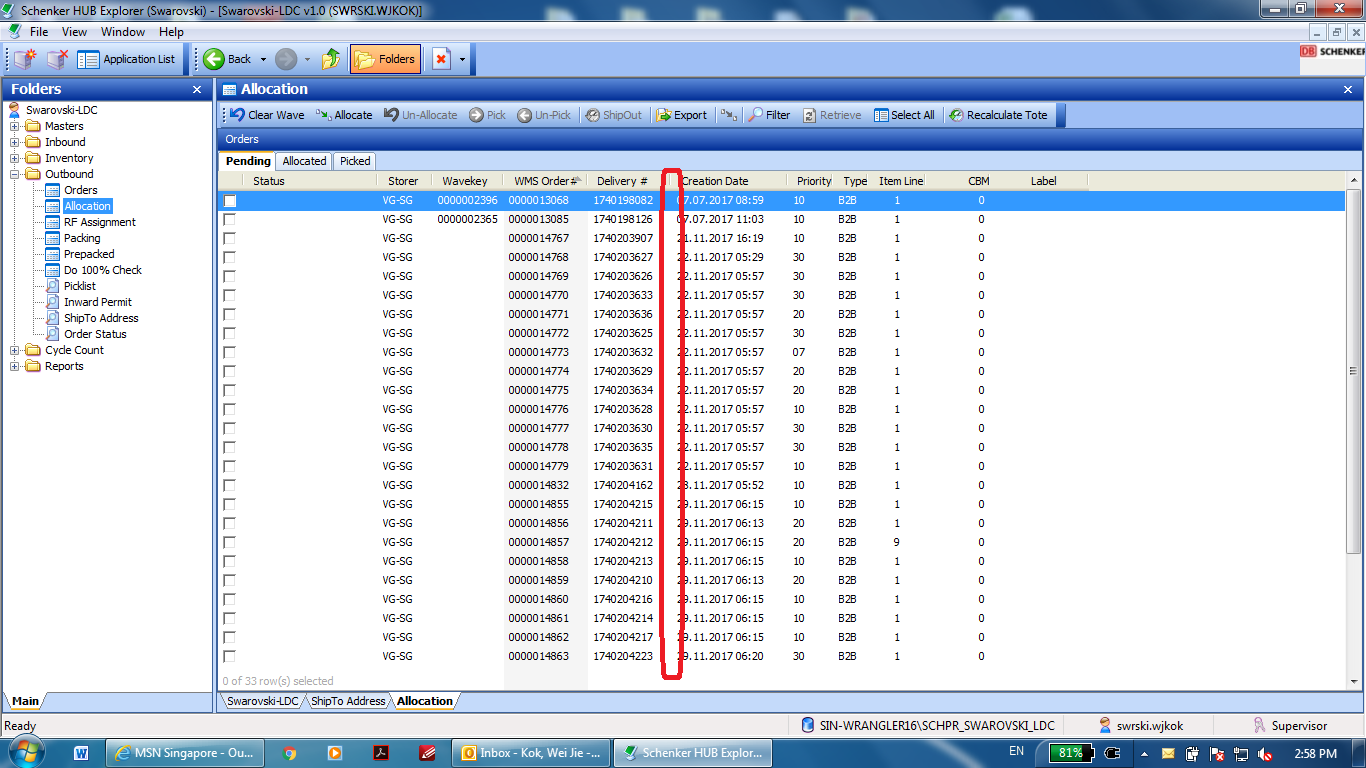 Schenker HUB Explorer (Swarovski) - [Swarovski-LDC v1.0 (SWRSKI.WJKOK)]
File View Window Help
Application List Back Folders DB SCHENKER
Folders
Swarovski-LDC
Masters
Inbound
Inventory
Outbound
Orders
Allocation
RF Assignment
Packing
Prepacked
Do 100% Check
Picklist
Inward Permit
ShipTo Address
Order Status
Cycle Count
Reports
Main
Allocation
Clear Wave Allocate Un-Allocate Pick Un-Pick ShipOut Export Filter Retrieve Select All Recalculate Tote
Orders
Pending Allocated Picked
Status Storer Wavekey WMS Order# Delivery # Creation Date Priority Type Item Line CBM Label
VG-SG 0000002396 0000013068 1740198082 07.07.2017 08:59 10 B2B 1 0
VG-SG 0000002365 0000013085 1740198126 07.07.2017 11:03 10 B2B 1 0
VG-SG 0000014767 1740203907 21.11.2017 16:19 10 B2B 1 0
VG-SG 0000014768 1740203627 22.11.2017 05:29 30 B2B 1 0
VG-SG 0000014769 1740203626 22.11.2017 05:57 30 B2B 1 0
VG-SG 0000014770 1740203633 22.11.2017 05:57 30 B2B 1 0
VG-SG 0000014771 1740203636 22.11.2017 05:57 20 B2B 1 0
VG-SG 0000014772 1740203625 22.11.2017 05:57 30 B2B 1 0
VG-SG 0000014773 1740203632 22.11.2017 05:57 07 B2B 1 0
VG-SG 0000014774 1740203629 22.11.2017 05:57 20 B2B 1 0
VG-SG 0000014775 1740203634 22.11.2017 05:57 20 B2B 1 0
VG-SG 0000014776 1740203628 22.11.2017 05:57 10 B2B 1 0
VG-SG 0000014777 1740203630 22.11.2017 05:57 30 B2B 1 0
VG-SG 0000014778 1740203635 22.11.2017 05:57 30 B2B 1 0
VG-SG 0000014779 1740203631 22.11.2017 05:57 10 B2B 1 0
VG-SG 0000014832 1740204162 28.11.2017 05:52 10 B2B 1 0
VG-SG 0000014855 1740204215 29.11.2017 06:15 10 B2B 1 0
VG-SG 0000014856 1740204211 29.11.2017 06:13 20 B2B 1 0
VG-SG 0000014857 1740204212 29.11.2017 06:15 20 B2B 9 0
VG-SG 0000014858 1740204213 29.11.2017 06:15 10 B2B 1 0
VG-SG 0000014859 1740204210 29.11.2017 06:13 20 B2B 1 0
VG-SG 0000014860 1740204216 29.11.2017 06:15 10 B2B 1 0
VG-SG 0000014861 1740204214 29.11.2017 06:15 10 B2B 1 0
VG-SG 0000014862 1740204217 29.11.2017 06:15 10 B2B 1 0
VG-SG 0000014863 1740204223 29.11.2017 06:20 30 B2B 1 0
0 of 33 row(s) selected
Swarovski-LDC ShipTo Address Allocation
Ready SIN-WRANGLER16\SCHPR_SWAROVSKI_LDC swrski.wjkok Supervisor
MSN Singapore - Ou... Inbox - Kok, Wei Jie -... Schenker HUB Explor... EN 81% 2:58 PM